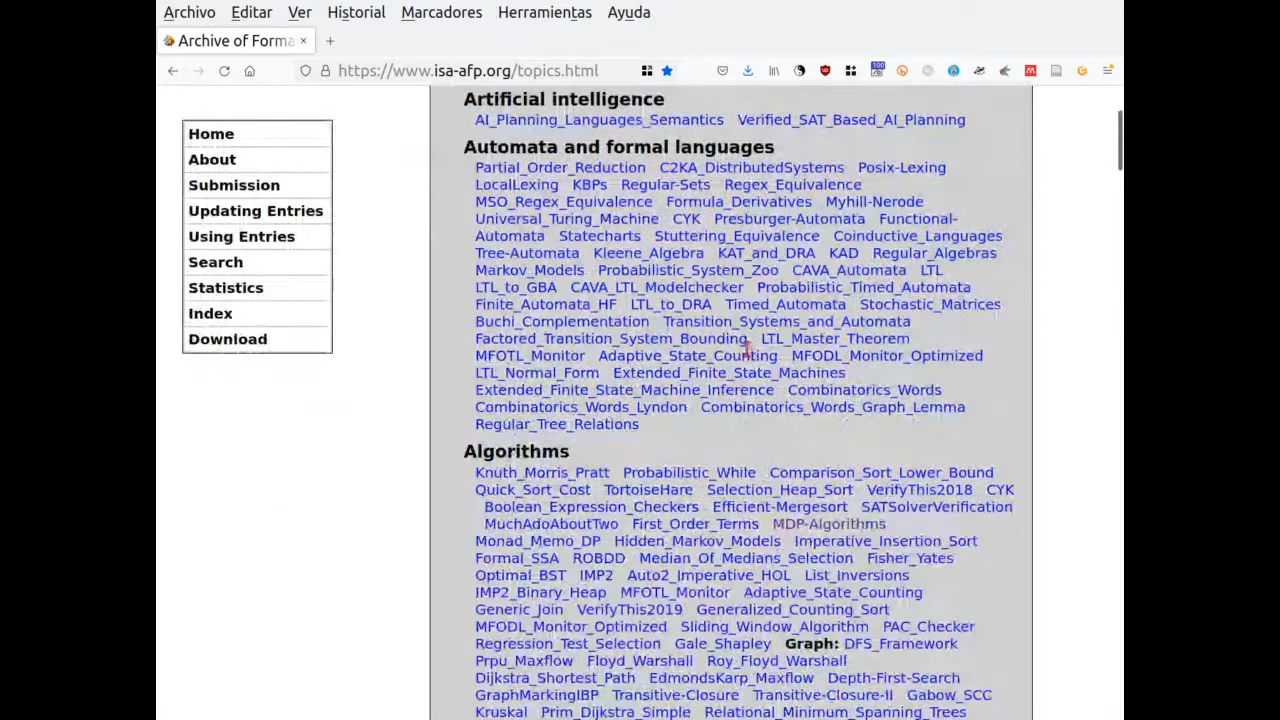 Archivo Editar Ver Historial Marcadores Herramientas Ayuda
Archive of Forma ×
https://www.isa-afp.org/topics.html
100
Home
About
Submission
Updating Entries
Using Entries
Search
Statistics
Index
Download
Artificial intelligence
AI_Planning_Languages_Semantics Verified_SAT_Based_AI_Planning
Automata and formal languages
Partial_Order_Reduction C2KA_DistributedSystems Posix-Lexing
LocalLexing KBPs Regular-Sets Regex_Equivalence
MSO_Regex_Equivalence Formula_Derivatives Myhill-Nerode
Universal_Turing_Machine CYK Presburger-Automata Functional-
Automata Statecharts Stuttering_Equivalence Coinductive_Languages
Tree-Automata Kleene_Algebra KAT_and_DRA KAD Regular_Algebras
Markov_Models Probabilistic_System_Zoo CAVA_Automata LTL
LTL_to_GBA CAVA_LTL_Modelchecker Probabilistic_Timed_Automata
Finite_Automata_HF LTL_to_DRA Timed_Automata Stochastic_Matrices
Buchi_Complementation Transition_Systems_and_Automata
Factored_Transition_System_Bounding LTL_Master_Theorem
MFOTL_Monitor Adaptive_State_Counting MFODL_Monitor_Optimized
LTL_Normal_Form Extended_Finite_State_Machines
Extended_Finite_State_Machine_Inference Combinatorics_Words
Combinatorics_Words_Lyndon Combinatorics_Words_Graph_Lemma
Regular_Tree_Relations
Algorithms
Knuth_Morris_Pratt Probabilistic_While Comparison_Sort_Lower_Bound
Quick_Sort_Cost TortoiseHare Selection_Heap_Sort VerifyThis2018 CYK
Boolean_Expression_Checkers Efficient-Mergesort SATSolverVerification
MuchAdoAboutTwo First_Order_Terms MDP-Algorithms
Monad_Memo_DP Hidden_Markov_Models Imperative_Insertion_Sort
Formal_SSA ROBDD Median_Of_Medians_Selection Fisher_Yates
Optimal_BST IMP2 Auto2_Imperative_HOL List_Inversions
IMP2_Binary_Heap MFOTL_Monitor Adaptive_State_Counting
Generic_Join VerifyThis2019 Generalized_Counting_Sort
MFODL_Monitor_Optimized Sliding_Window_Algorithm PAC_Checker
Regression_Test_Selection Gale_Shapley Graph: DFS_Framework
Prpu_Maxflow Floyd_Warshall Roy_Floyd_Warshall
Dijkstra_Shortest_Path EdmondsKarp_Maxflow Depth-First-Search
GraphMarkingIBP Transitive-Closure Transitive-Closure-II Gabow_SCC
Kruskal Prim_Dijkstra_Simple Relational_Minimum_Spanning_Trees